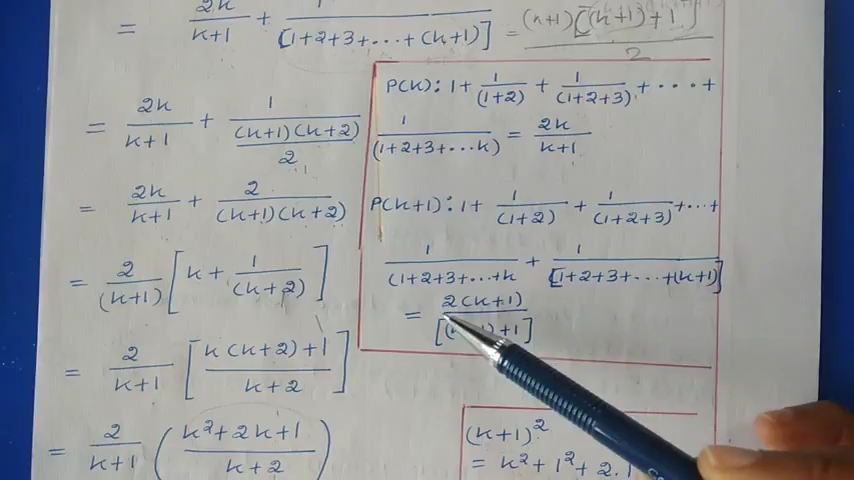 = 2k/k+1 + 1/[1+2+3+...+(k+1)] = (k+1)[(k+1)+1]/2
= 2k/k+1 + 1/(k+1)(k+2)/2
= 2k/k+1 + 2/(k+1)(k+2)
= 2/(k+1) [k + 1/(k+2)]
= 2/k+1 [k(k+2)+1/k+2]
= 2/k+1 (k²+2k+1/k+2)
P(k): 1 + 1/(1+2) + 1/(1+2+3) + .... +
1/(1+2+3+...k) = 2k/k+1
P(k+1): 1 + 1/(1+2) + 1/(1+2+3) + ... +
1/(1+2+3+...k + 1/[1+2+3+...+(k+1)]
= 2(k+1)/[(k+1)+1]
(k+1)²
= k²+1²+2.1